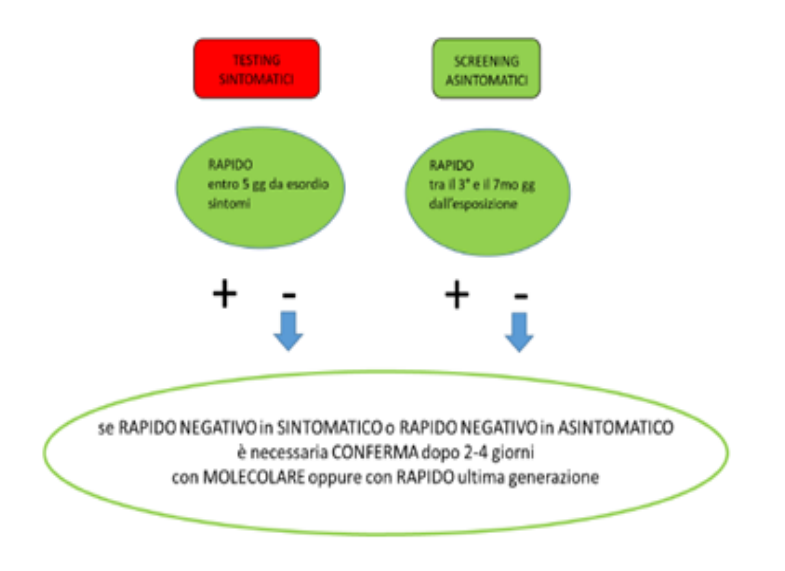 TESTING
SINTOMATICI
SCREENING
ASINTOMATICI
RAPIDO
entro 5 gg da esordio
sintomi
RAPIDO
tra il 3° e il 7mo gg
dall'esposizione
+ -
+ -
se RAPIDO NEGATIVO in SINTOMATICO o RAPIDO NEGATIVO in ASINTOMATICO
è necessaria CONFERMA dopo 2-4 giorni
con MOLECOLARE oppure con RAPIDO ultima generazione